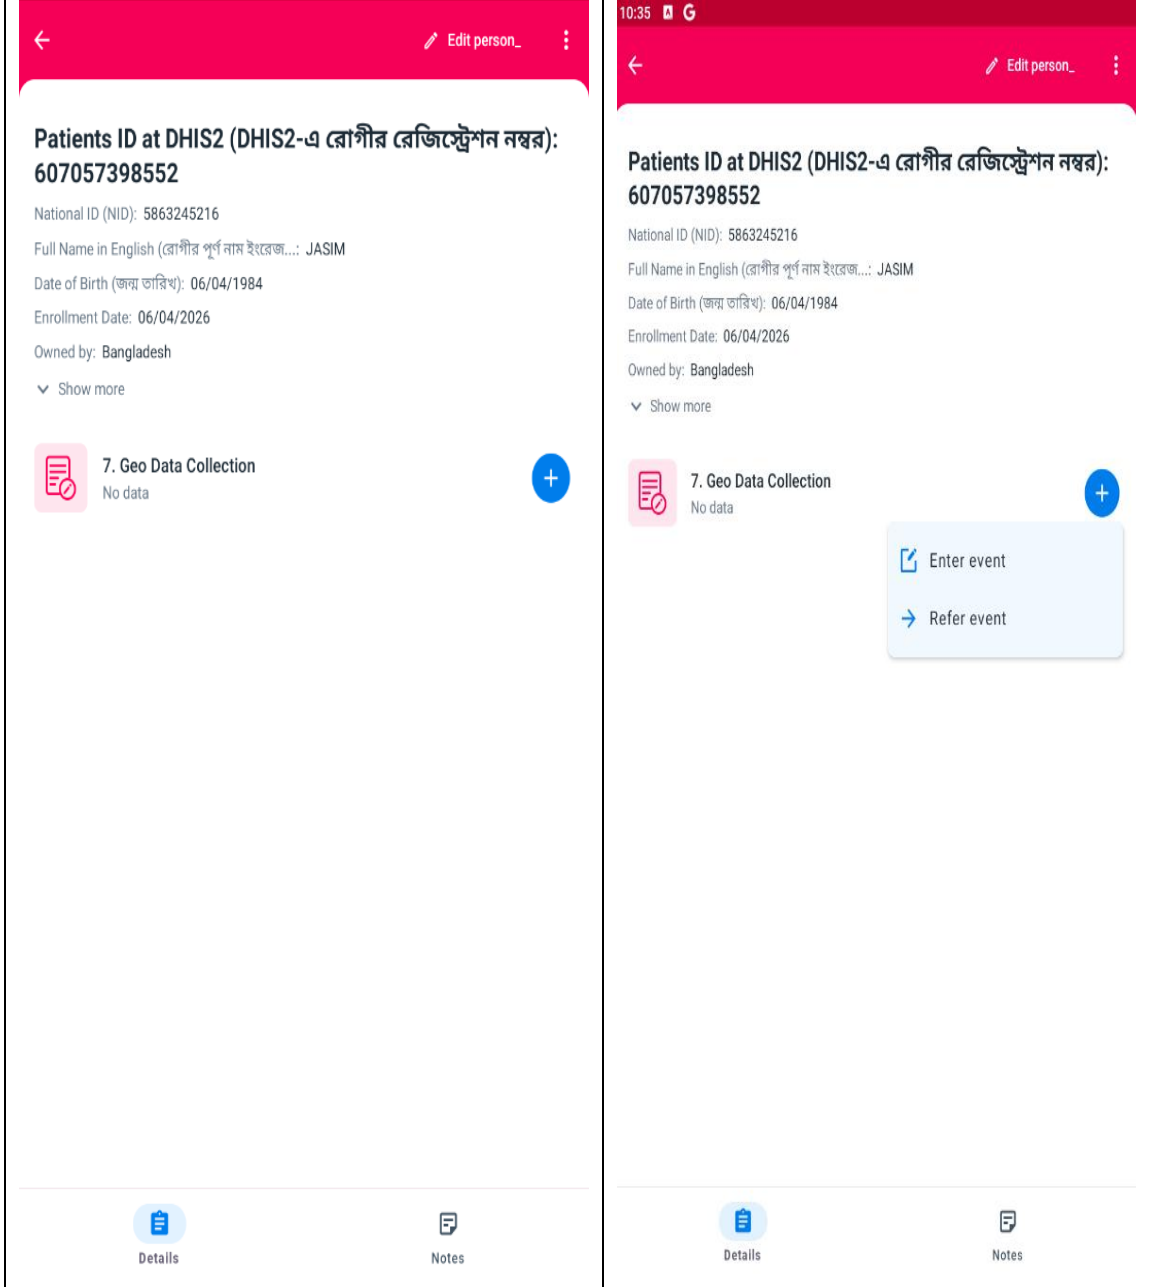 Edit person_
Patients ID at DHIS2 (DHIS2-এ রোগীর রেজিস্ট্রেশন নম্বর):
607057398552
National ID (NID): 5863245216
Full Name in English (রোগীর পূর্ণ নাম ইংরেজ...: JASIM
Date of Birth (জন্ম তারিখ): 06/04/1984
Enrollment Date: 06/04/2026
Owned by: Bangladesh
Show more
7. Geo Data Collection
No data
Details
Notes
10:35
Edit person_
Patients ID at DHIS2 (DHIS2-এ রোগীর রেজিস্ট্রেশন নম্বর):
607057398552
National ID (NID): 5863245216
Full Name in English (রোগীর পূর্ণ নাম ইংরেজ...: JASIM
Date of Birth (জন্ম তারিখ): 06/04/1984
Enrollment Date: 06/04/2026
Owned by: Bangladesh
Show more
7. Geo Data Collection
No data
Enter event
Refer event
Details
Notes